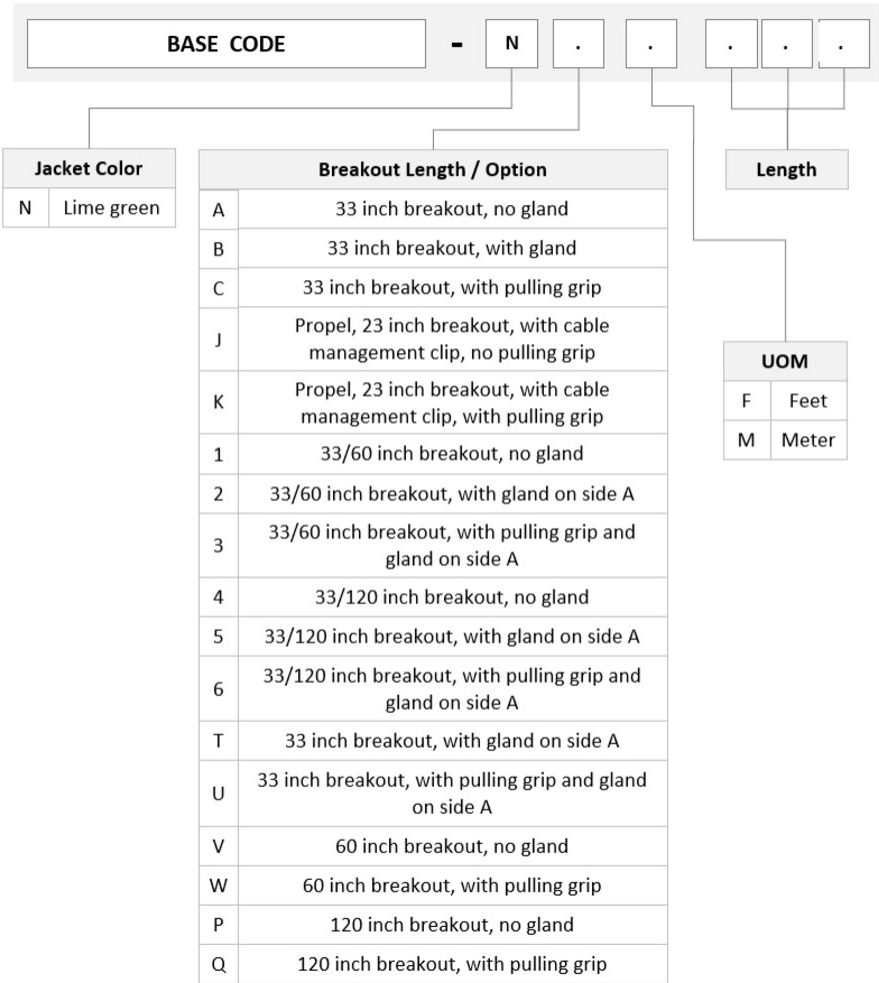 BASE CODE - N . . . . .
Jacket Color
N Lime green
Breakout Length / Option
A 33 inch breakout, no gland
B 33 inch breakout, with gland
C 33 inch breakout, with pulling grip
J Propel, 23 inch breakout, with cable
management clip, no pulling grip
K Propel, 23 inch breakout, with cable
management clip, with pulling grip
1 33/60 inch breakout, no gland
2 33/60 inch breakout, with gland on side A
3 33/60 inch breakout, with pulling grip and
gland on side A
4 33/120 inch breakout, no gland
5 33/120 inch breakout, with gland on side A
6 33/120 inch breakout, with pulling grip and
gland on side A
T 33 inch breakout, with gland on side A
U 33 inch breakout, with pulling grip and gland
on side A
V 60 inch breakout, no gland
W 60 inch breakout, with pulling grip
P 120 inch breakout, no gland
Q 120 inch breakout, with pulling grip
Length
UOM
F Feet
M Meter